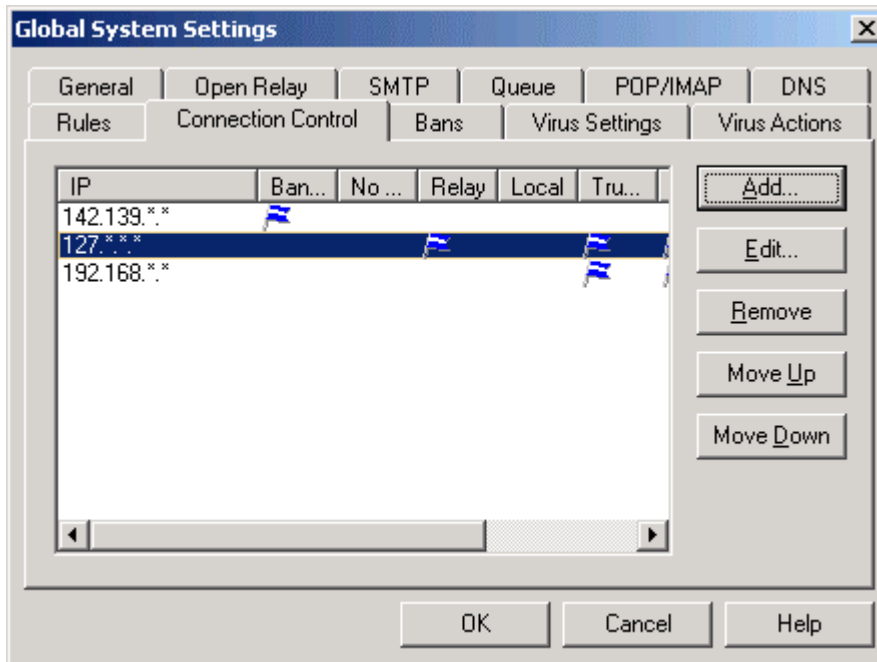 Global System Settings
General Open Relay SMTP Queue POP/IMAP DNS
Rules Connection Control Bans Virus Settings Virus Actions
IP Ban... No ... Relay Local Tru...
142.139.*.*
127.*.*.*
192.168.*.*
Add...
Edit...
Remove
Move Up
Move Down
OK Cancel Help